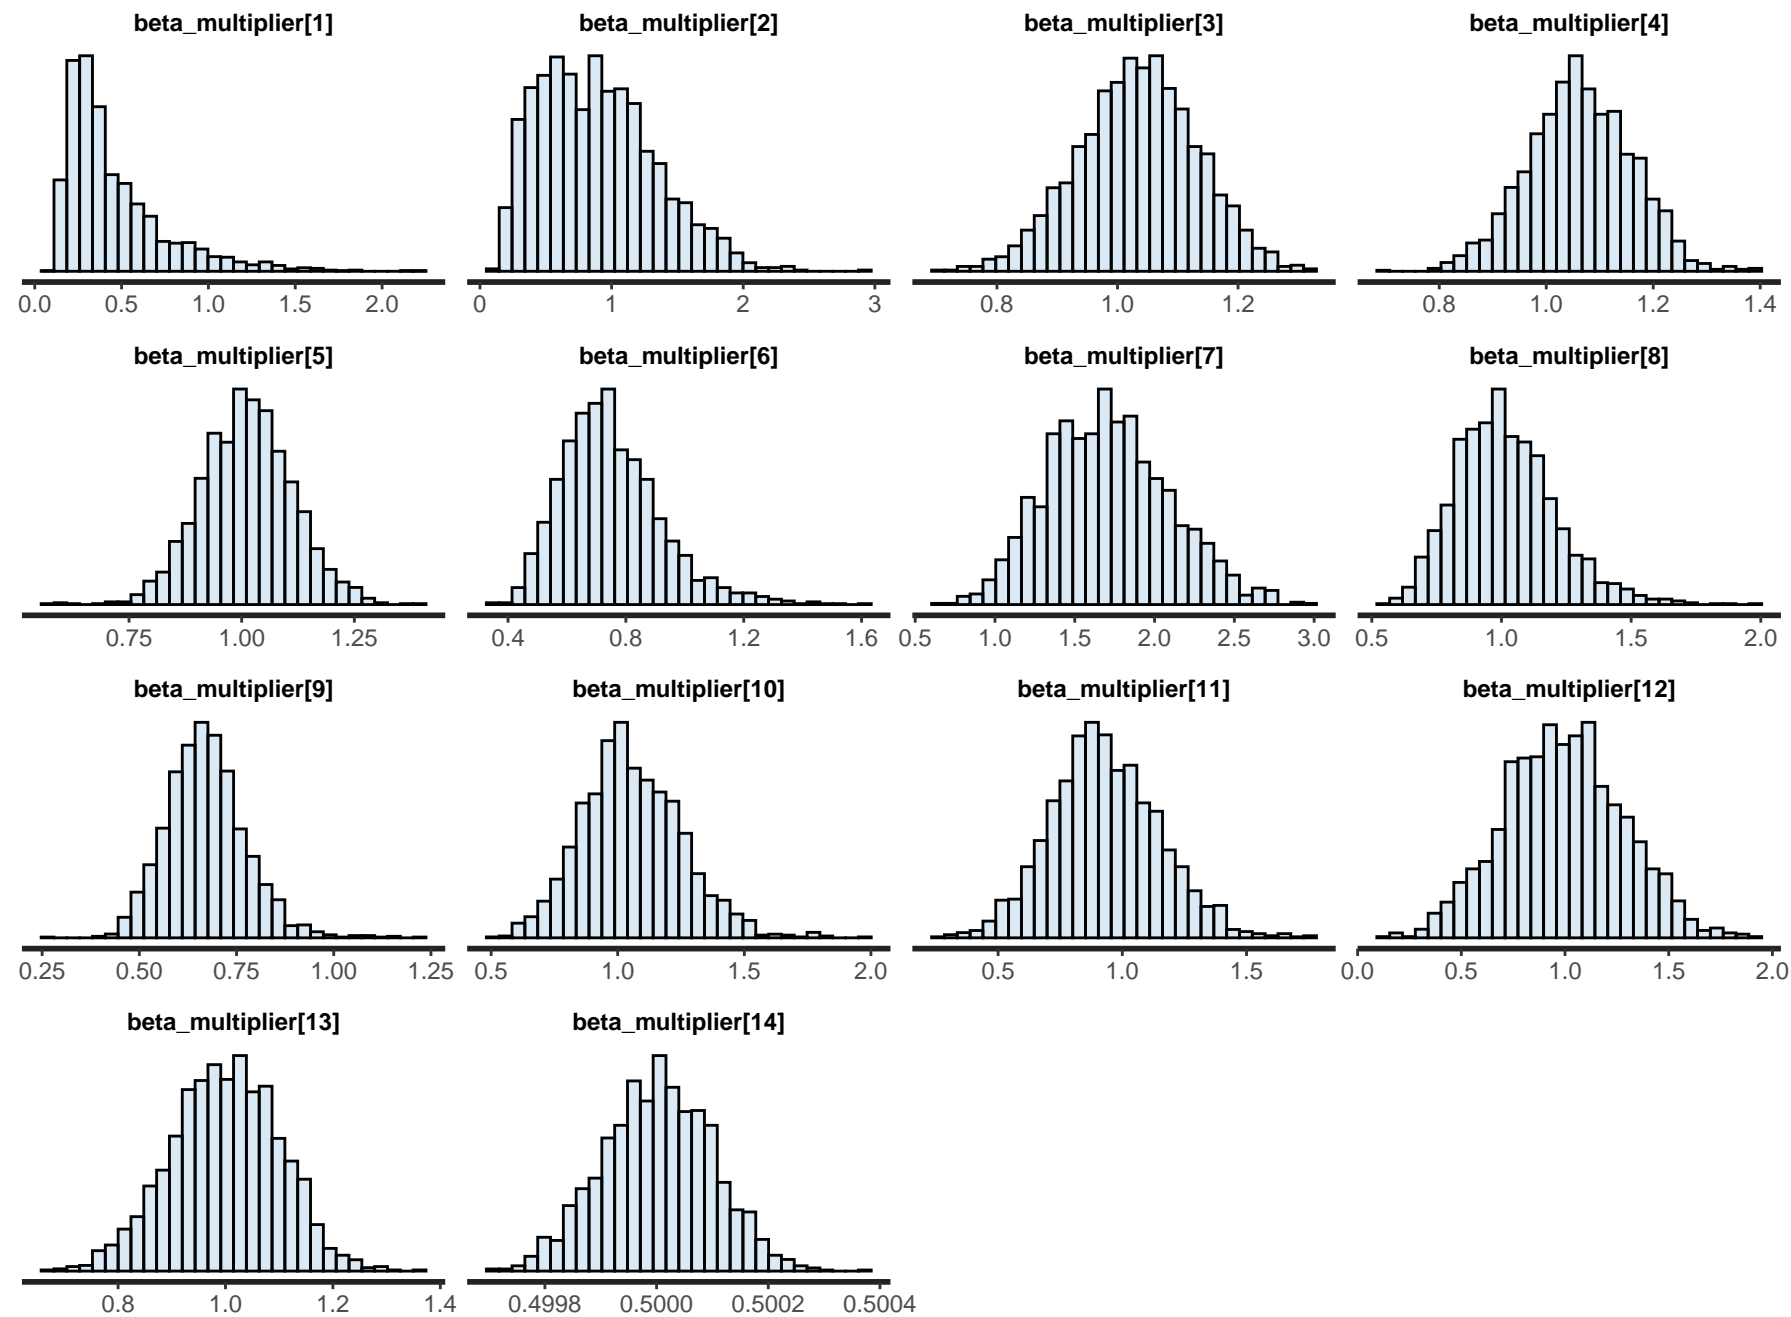 beta_multiplier[1] beta_multiplier[2] beta_multiplier[3] beta_multiplier[4]
0.0 0.5 1.0 1.5 2.0 0 1 2 3 0.8 1.0 1.2 0.8 1.0 1.2 1.4
beta_multiplier[5] beta_multiplier[6] beta_multiplier[7] beta_multiplier[8]
0.75 1.00 1.25 0.4 0.8 1.2 1.6 0.5 1.0 1.5 2.0 2.5 3.0 0.5 1.0 1.5 2.0
beta_multiplier[9] beta_multiplier[10] beta_multiplier[11] beta_multiplier[12]
0.25 0.50 0.75 1.00 1.25 0.5 1.0 1.5 2.0 0.5 1.0 1.5 0.0 0.5 1.0 1.5 2.0
beta_multiplier[13] beta_multiplier[14]
0.8 1.0 1.2 1.4 0.4998 0.5000 0.5002 0.5004